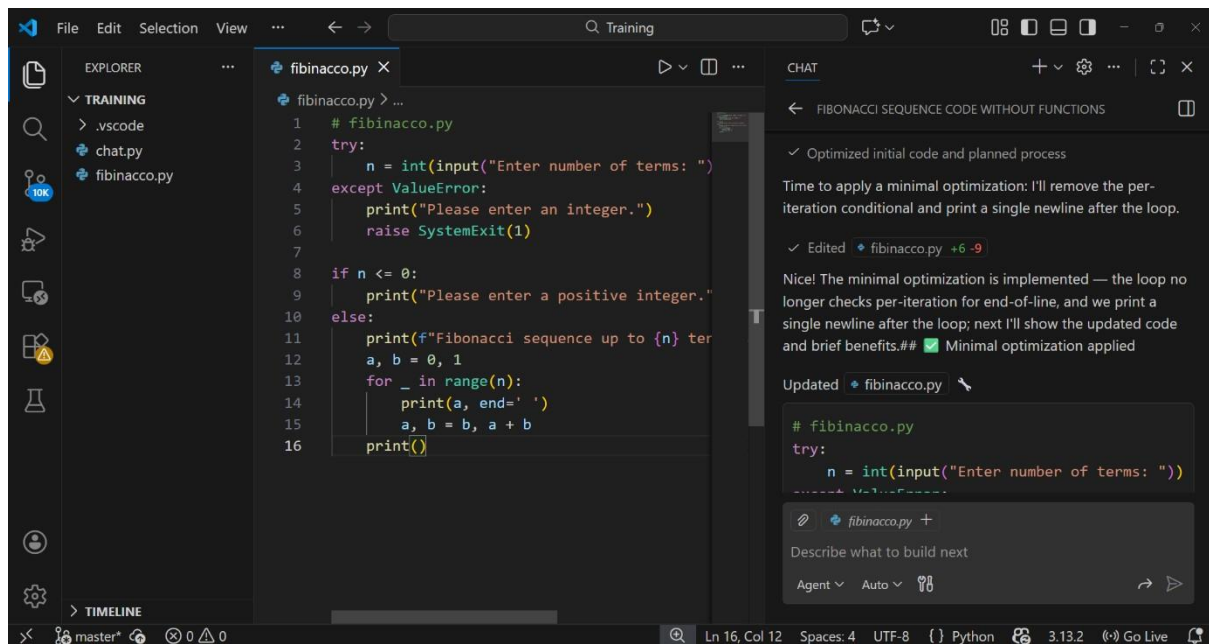 File Edit Selection View ··· Training
EXPLORER ···
TRAINING
.vscode
chat.py
fibinacco.py
10K
TIMELINE
fibinacco.py
fibinacco.py > ...
1 # fibinacco.py
2 try:
3 n = int(input("Enter number of terms: ")
4 except ValueError:
5 print("Please enter an integer.")
6 raise SystemExit(1)
7
8 if n <= 0:
9 print("Please enter a positive integer."
10 else:
11 print(f"Fibonacci sequence up to {n} ter
12 a, b = 0, 1
13 for _ in range(n):
14 print(a, end=' ')
15 a, b = b, a + b
16 print()
CHAT
FIBONACCI SEQUENCE CODE WITHOUT FUNCTIONS
Optimized initial code and planned process
Time to apply a minimal optimization: I'll remove the per-
iteration conditional and print a single newline after the loop.
Edited fibinacco.py +6 -9
Nice! The minimal optimization is implemented — the loop no
longer checks per-iteration for end-of-line, and we print a
single newline after the loop; next I'll show the updated code
and brief benefits.## ✅ Minimal optimization applied
Updated fibinacco.py
# fibinacco.py
try:
n = int(input("Enter number of terms: "))
fibinacco.py
Describe what to build next
Agent Auto
master* 0 0 Ln 16, Col 12 Spaces: 4 UTF-8 {} Python 3.13.2 Go Live